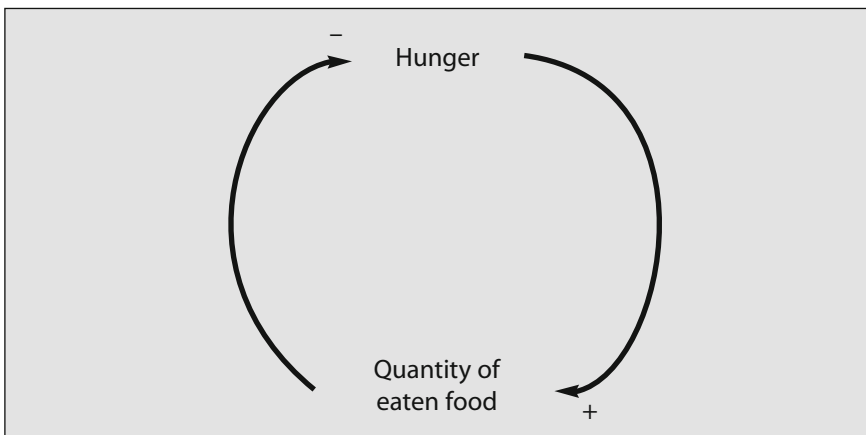 –
Hunger
Quantity of
eaten food
+